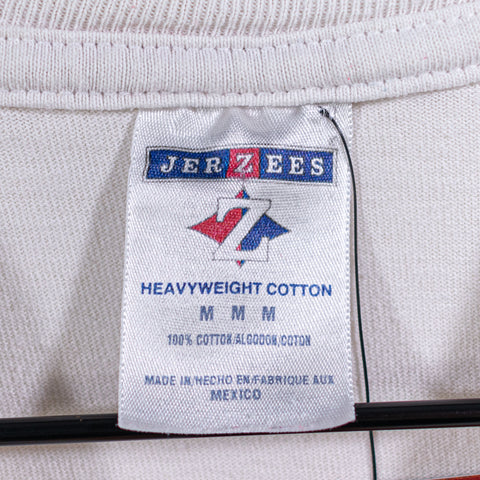 JERZEES
Z
HEAVYWEIGHT COTTON
M M M
100% COTTON/ALGODON/COTON
MADE IN/HECHO EN/FABRIQUE AUX
MEXICO